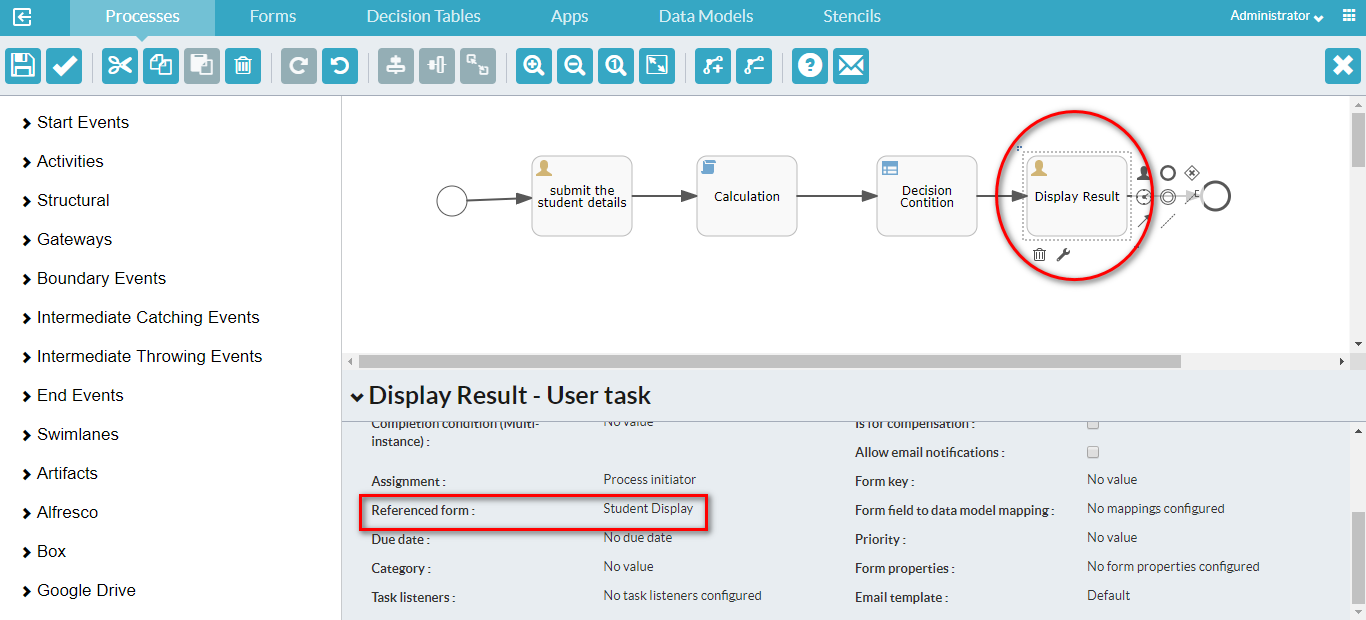 Processes
Forms
Decision Tables
Apps
Data Models
Stencils
Administrator
Start Events
Activities
Structural
Gateways
Boundary Events
Intermediate Catching Events
Intermediate Throwing Events
End Events
Swimlanes
Artifacts
Alfresco
Box
Google Drive
submit the
student details
Calculation
Decision
Contition
Display Result
Display Result - User task
Completion condition (Multi-
instance) :
No value
Is for compensation :
Allow email notifications :
Assignment :
Process initiator
Form key :
No value
Referenced form :
Student Display
Form field to data model mapping :
No mappings configured
Due date :
No due date
Priority :
No value
Category :
No value
Form properties :
No form properties configured
Task listeners :
No task listeners configured
Email template :
Default